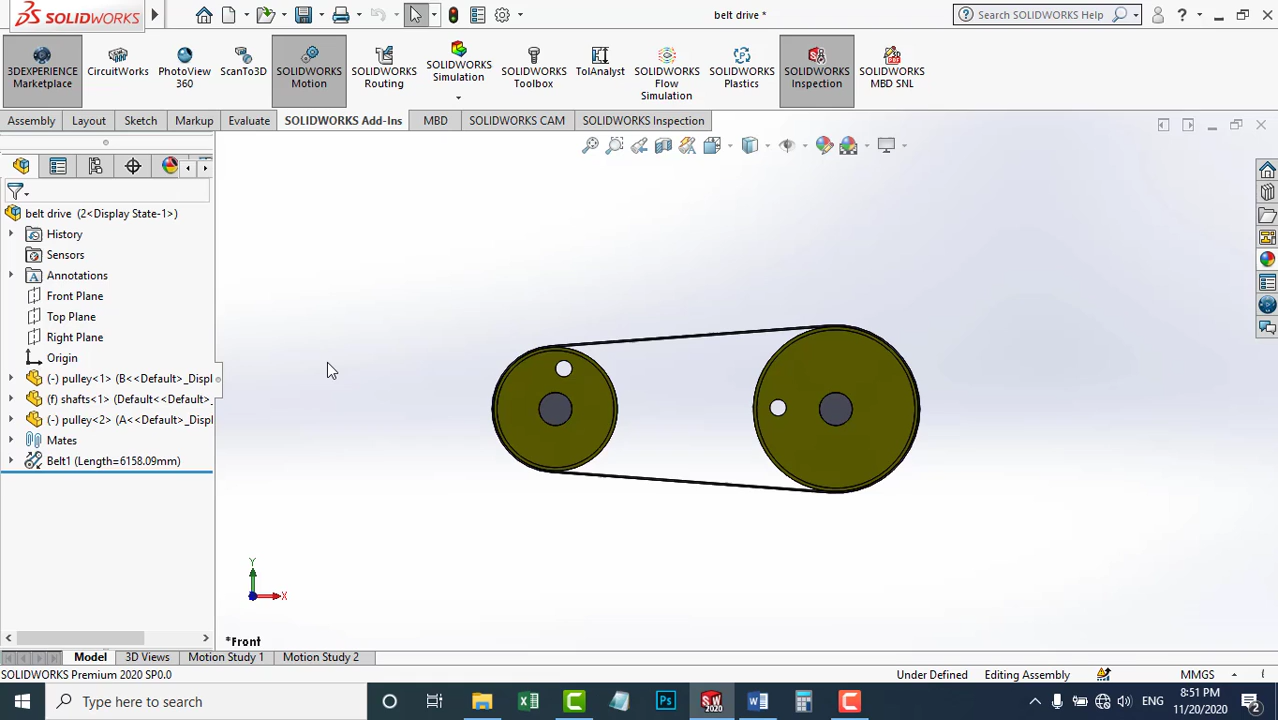 SOLIDWORKS
belt drive *
Search SOLIDWORKS Help
3DEXPERIENCE Marketplace
CircuitWorks
PhotoView 360
ScanTo3D
SOLIDWORKS Motion
SOLIDWORKS Routing
SOLIDWORKS Simulation
SOLIDWORKS Toolbox
TolAnalyst
SOLIDWORKS Flow Simulation
SOLIDWORKS Plastics
SOLIDWORKS Inspection
SOLIDWORKS MBD SNL
Assembly
Layout
Sketch
Markup
Evaluate
SOLIDWORKS Add-Ins
MBD
SOLIDWORKS CAM
SOLIDWORKS Inspection
belt drive (2<Display State-1>)
History
Sensors
Annotations
Front Plane
Top Plane
Right Plane
Origin
(-) pulley<1> (B<<Default>_Displ
(f) shafts<1> (Default<<Default>_
(-) pulley<2> (A<<Default>_Displ
Mates
Belt1 (Length=6158.09mm)
Y
X
*Front
Model
3D Views
Motion Study 1
Motion Study 2
SOLIDWORKS Premium 2020 SP0.0
Under Defined
Editing Assembly
MMGS
Type here to search
ENG
8:51 PM
11/20/2020